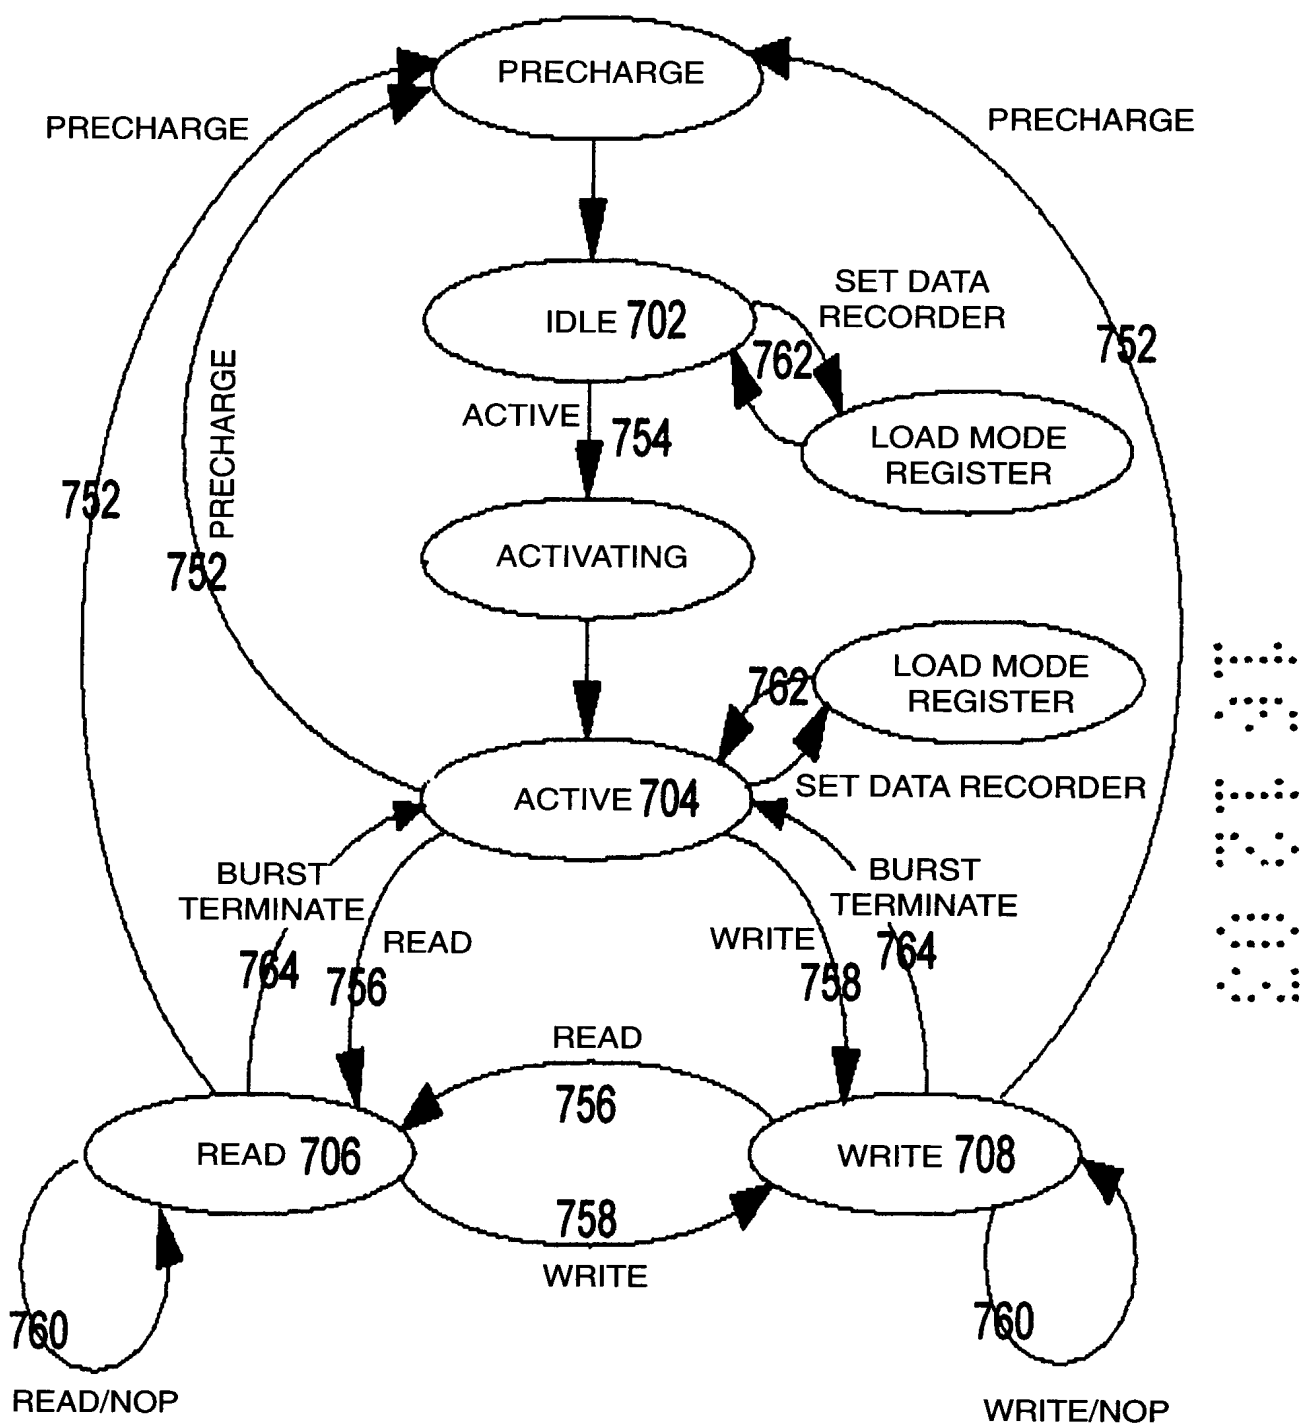 PRECHARGE
PRECHARGE
PRECHARGE
SET DATA
RECORDER
IDLE 702
752
762
PRECHARGE
ACTIVE
754
LOAD MODE
REGISTER
752
ACTIVATING
752
762
LOAD MODE
REGISTER
ACTIVE 704
SET DATA RECORDER
BURST
TERMINATE
BURST
TERMINATE
READ
WRITE
764
756
758
764
READ
756
READ 706
WRITE 708
758
WRITE
760
760
READ/NOP
WRITE/NOP